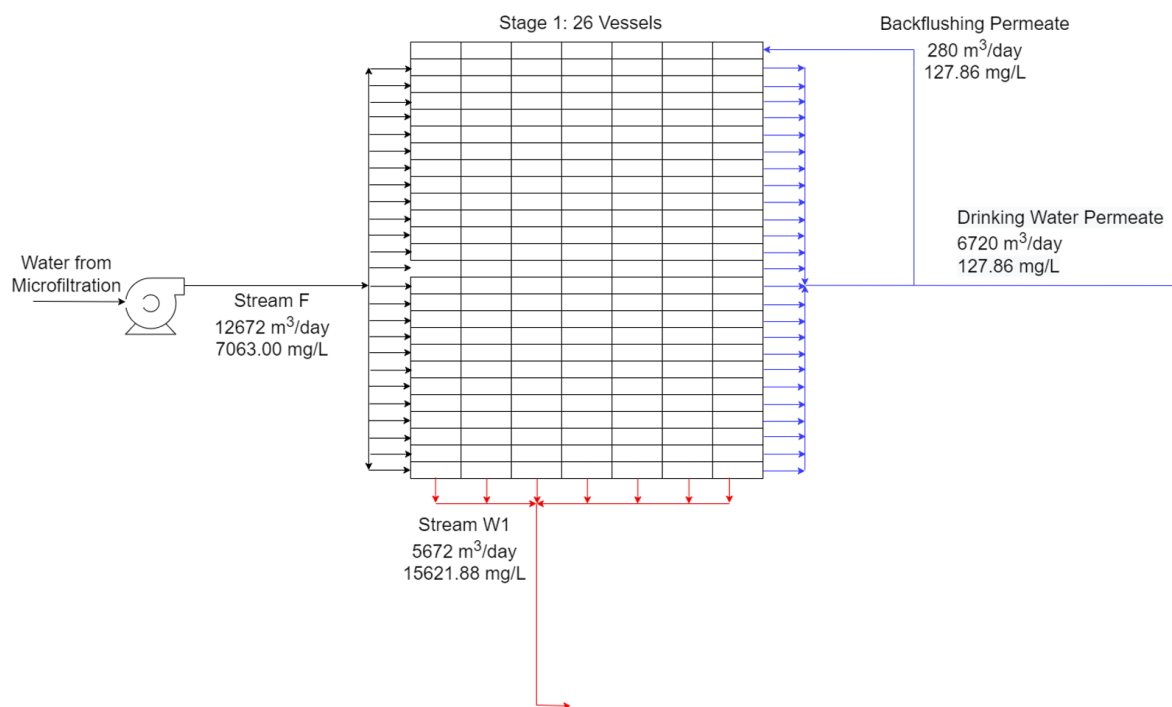 Stage 1: 26 Vessels
Backflushing Permeate
280 m³/day
127.86 mg/L
Drinking Water Permeate
6720 m³/day
127.86 mg/L
Water from
Microfiltration
Stream F
12672 m³/day
7063.00 mg/L
Stream W1
5672 m³/day
15621.88 mg/L